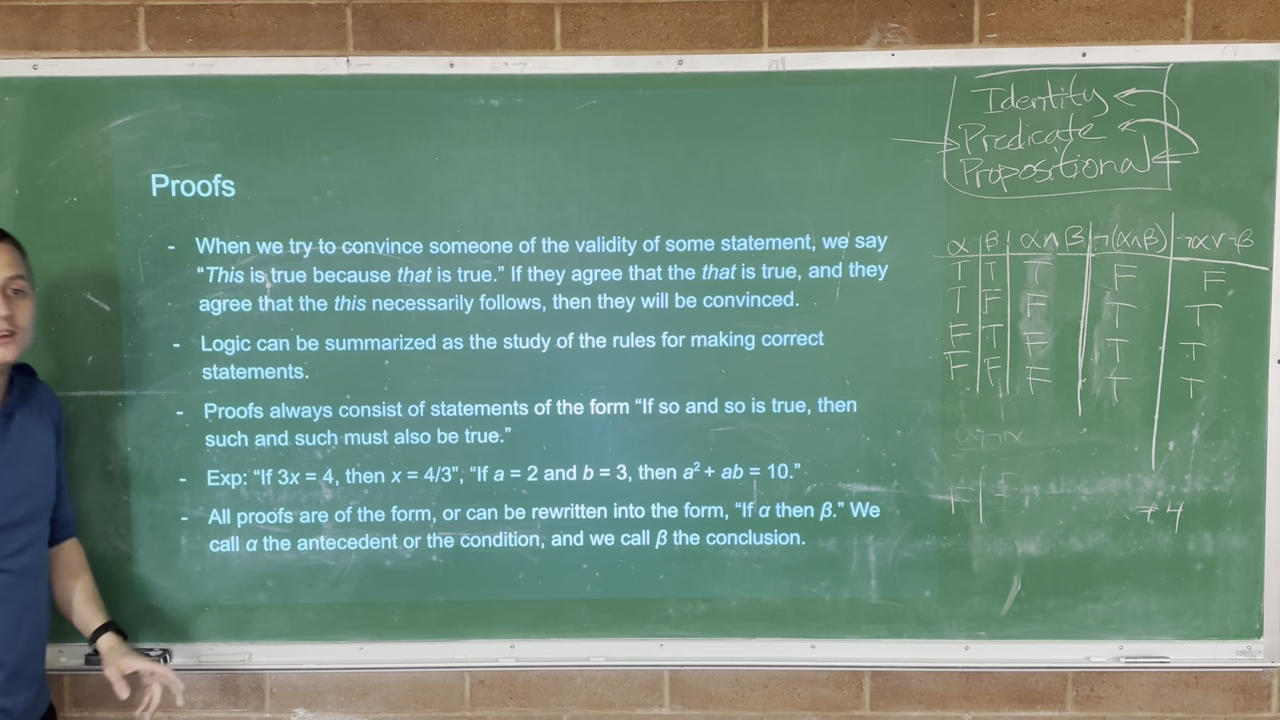 Proofs
- When we try to convince someone of the validity of some statement, we say
“This is true because that is true.” If they agree that the that is true, and they
agree that the this necessarily follows, then they will be convinced.
- Logic can be summarized as the study of the rules for making correct
statements.
- Proofs always consist of statements of the form “If so and so is true, then
such and such must also be true.”
- Exp: “If 3x = 4, then x = 4/3”, “If a = 2 and b = 3, then a² + ab = 10.”
- All proofs are of the form, or can be rewritten into the form, “If α then β.” We
call α the antecedent or the condition, and we call β the conclusion.
Identity
Predicate
Propositional
α β α∧β ¬(α∧β) ¬α∨¬β
T T T F F
T F F T T
F T F T T
F F F T T
F
≠4